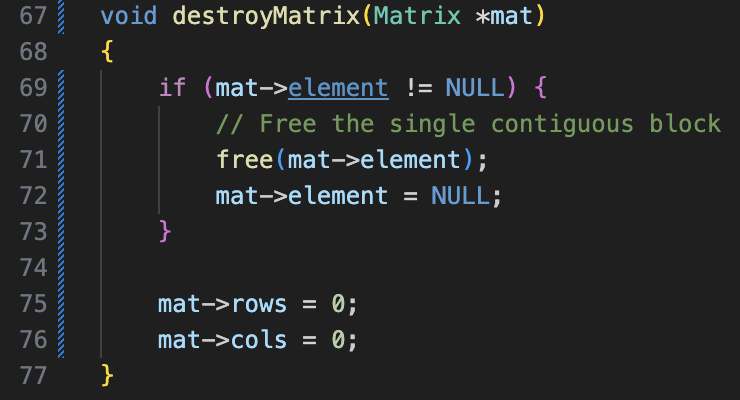 67 void destroyMatrix(Matrix *mat)
68 {
69     if (mat->element != NULL) {
70         // Free the single contiguous block
71         free(mat->element);
72         mat->element = NULL;
73     }
74
75     mat->rows = 0;
76     mat->cols = 0;
77 }